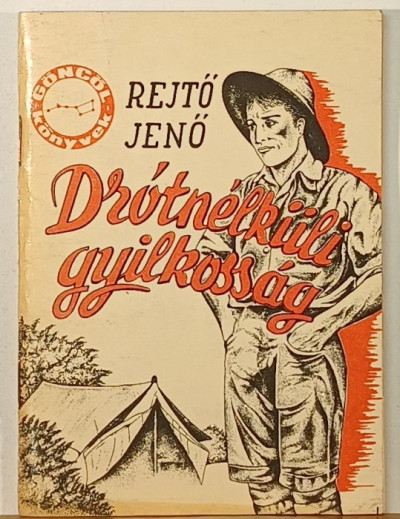 GÖNCÖL-
könyvek
REJTŐ
JENŐ
Drótnélküli
gyilkosság